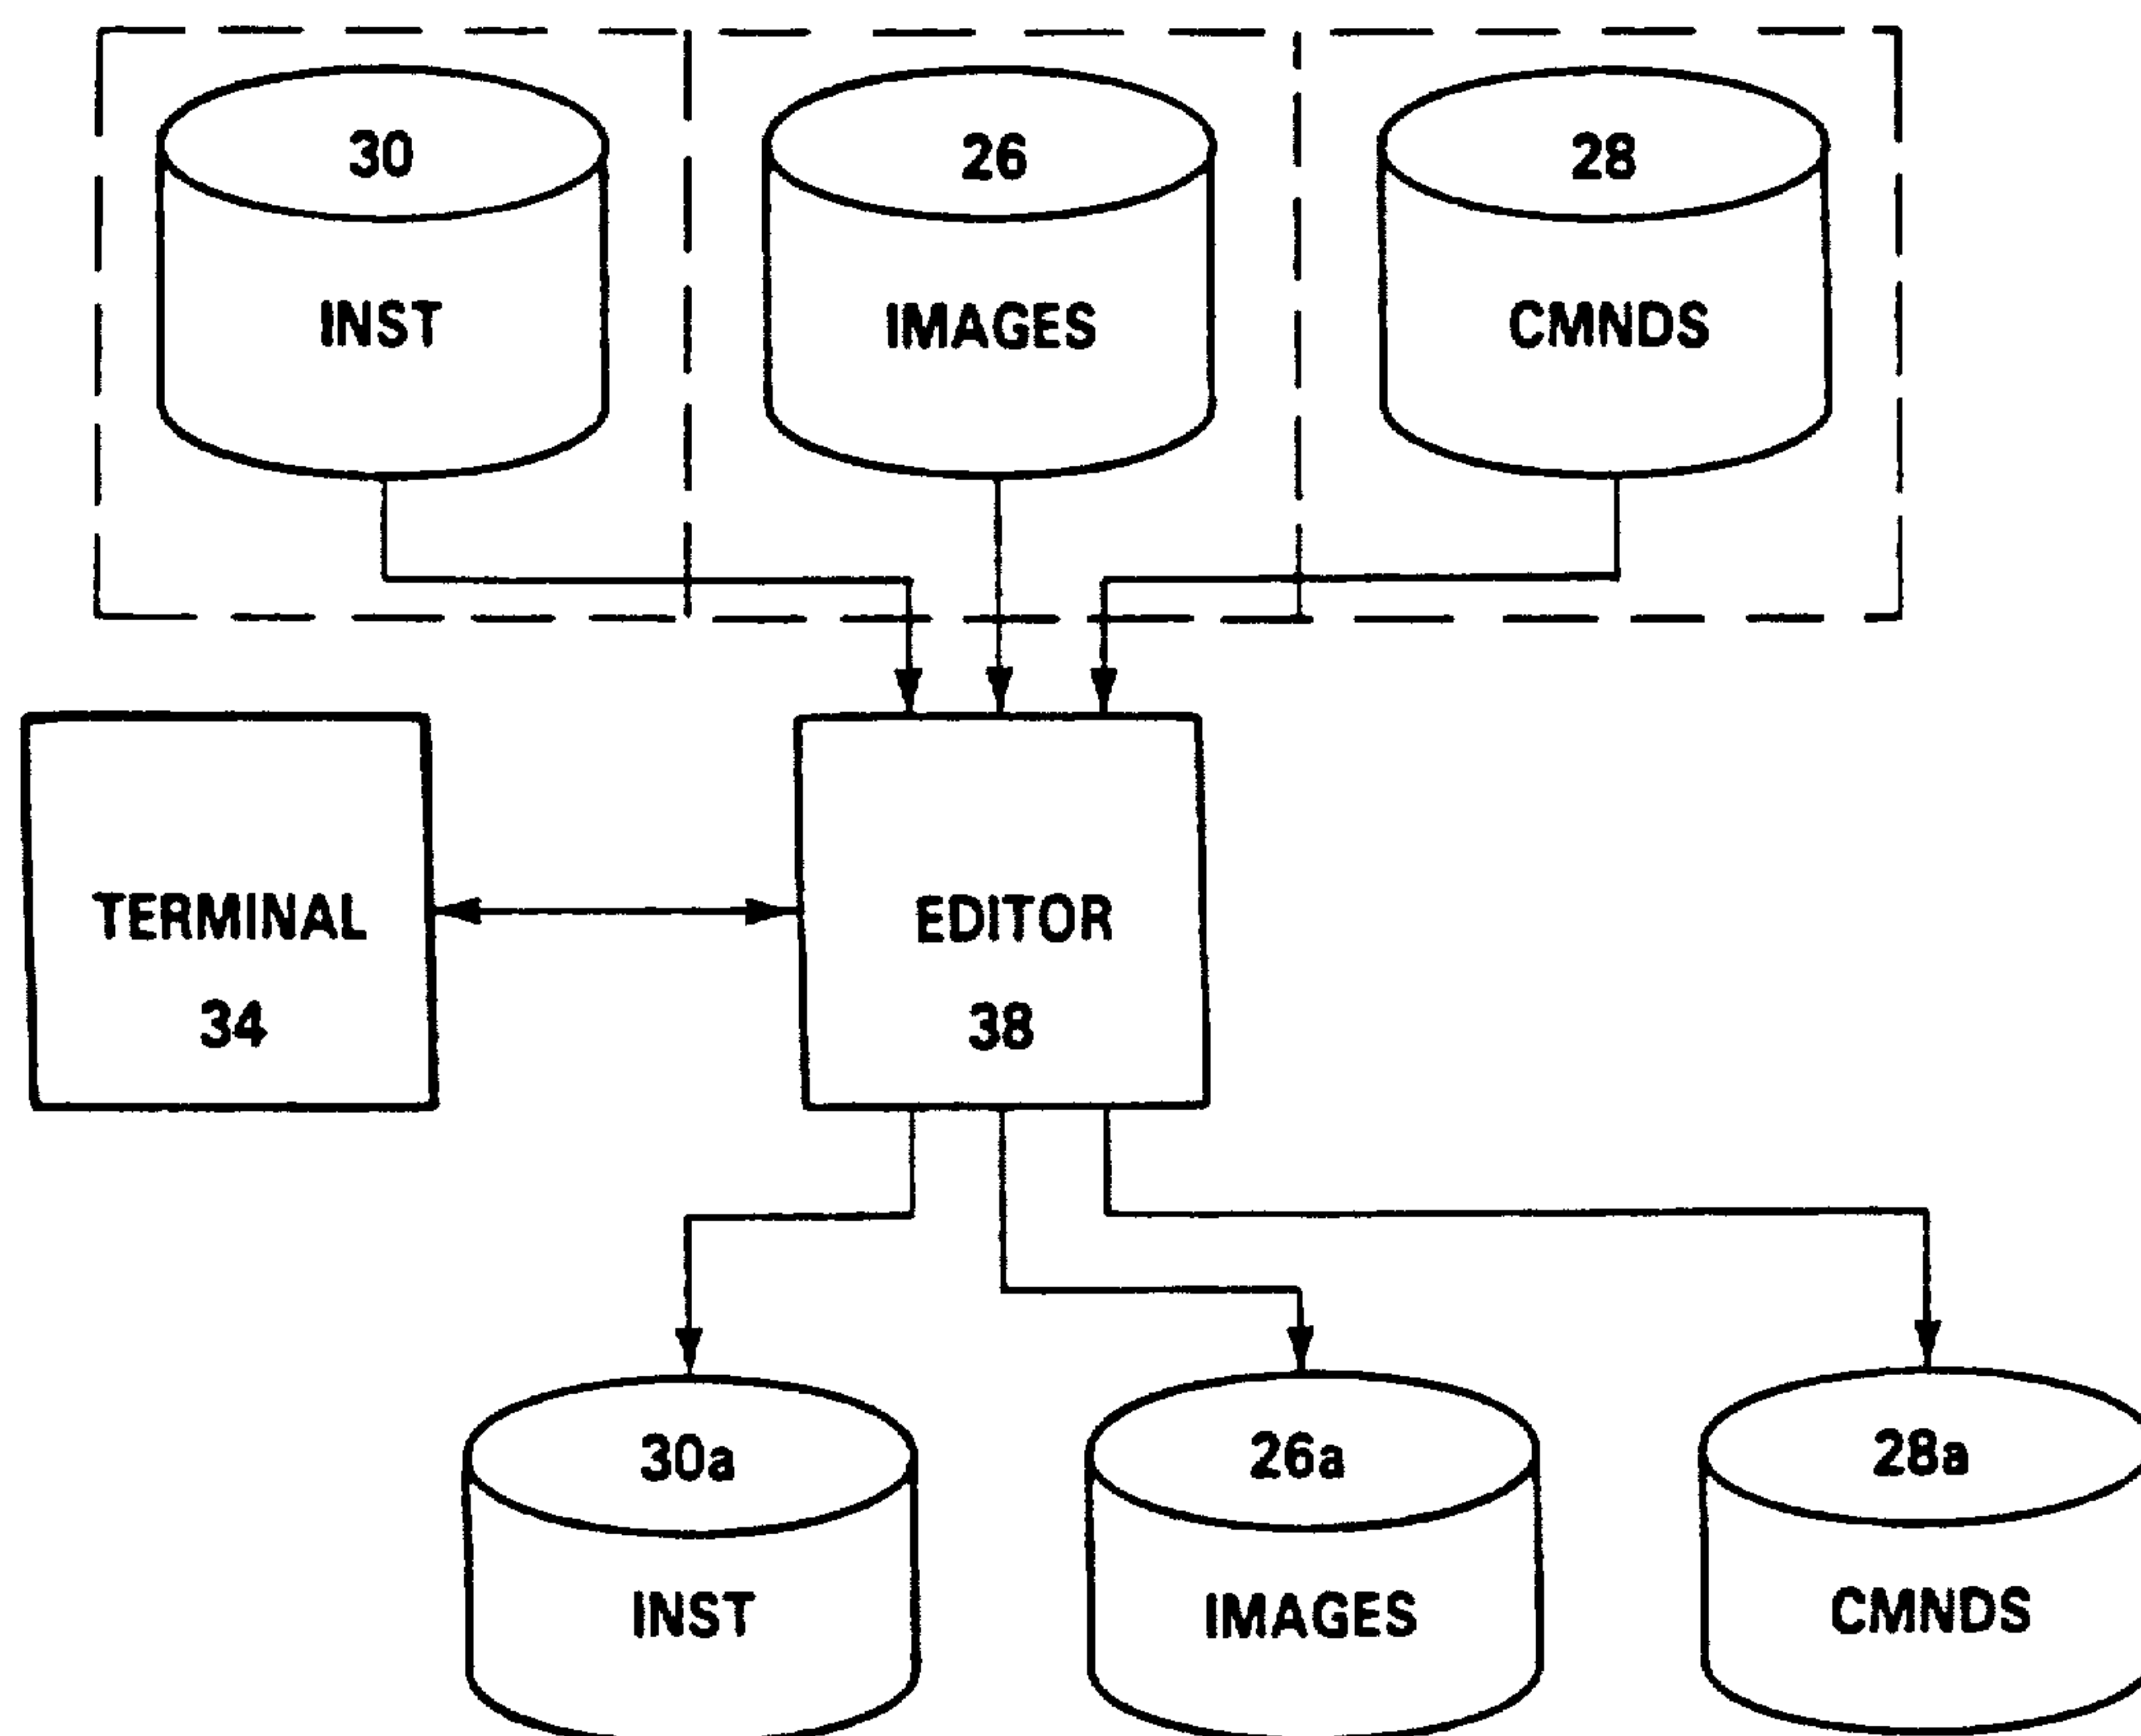 30
INST
26
IMAGES
28
CMNDS
TERMINAL
34
EDITOR
38
30a
INST
26a
IMAGES
28a
CMNDS